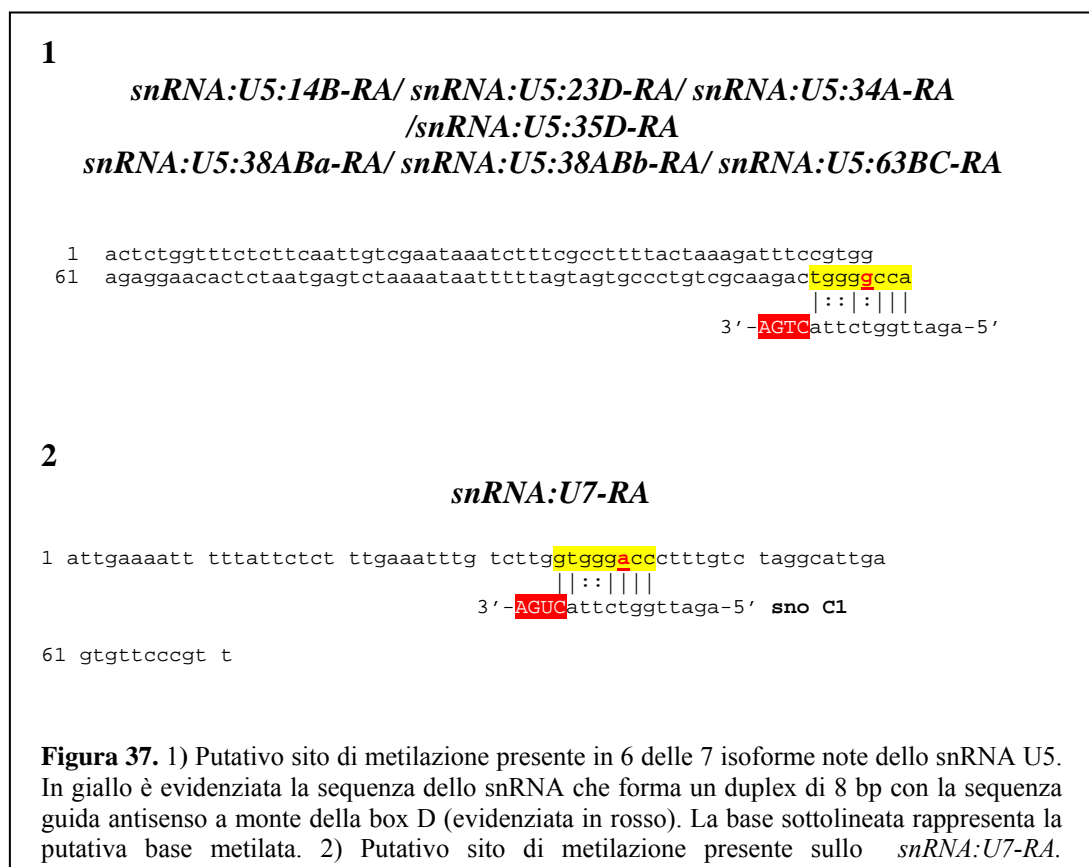 1
snRNA:U5:14B-RA/ snRNA:U5:23D-RA/ snRNA:U5:34A-RA
/snRNA:U5:35D-RA
snRNA:U5:38ABa-RA/ snRNA:U5:38ABb-RA/ snRNA:U5:63BC-RA
1 actctggtttctcttcaattgtcgaataaatctttcgccttttactaaagatttccgtgg
61 agaggaacactctaatgagtctaaaataatttttagtagtgccctgtcgcaagactggggcca
|::|:|||
3’-AGTCattctggttaga-5’
2
snRNA:U7-RA
1 attgaaaatt tttattctct ttgaaatttg tcttggtgggaccctttgtc taggcattga
||::||||
3’-AGUCattctggttaga-5’ sno C1
61 gtgttcccgt t
Figura 37. 1) Putativo sito di metilazione presente in 6 delle 7 isoforme note dello snRNA U5.
In giallo è evidenziata la sequenza dello snRNA che forma un duplex di 8 bp con la sequenza
guida antisenso a monte della box D (evidenziata in rosso). La base sottolineata rappresenta la
putativa base metilata. 2) Putativo sito di metilazione presente sullo snRNA:U7-RA.